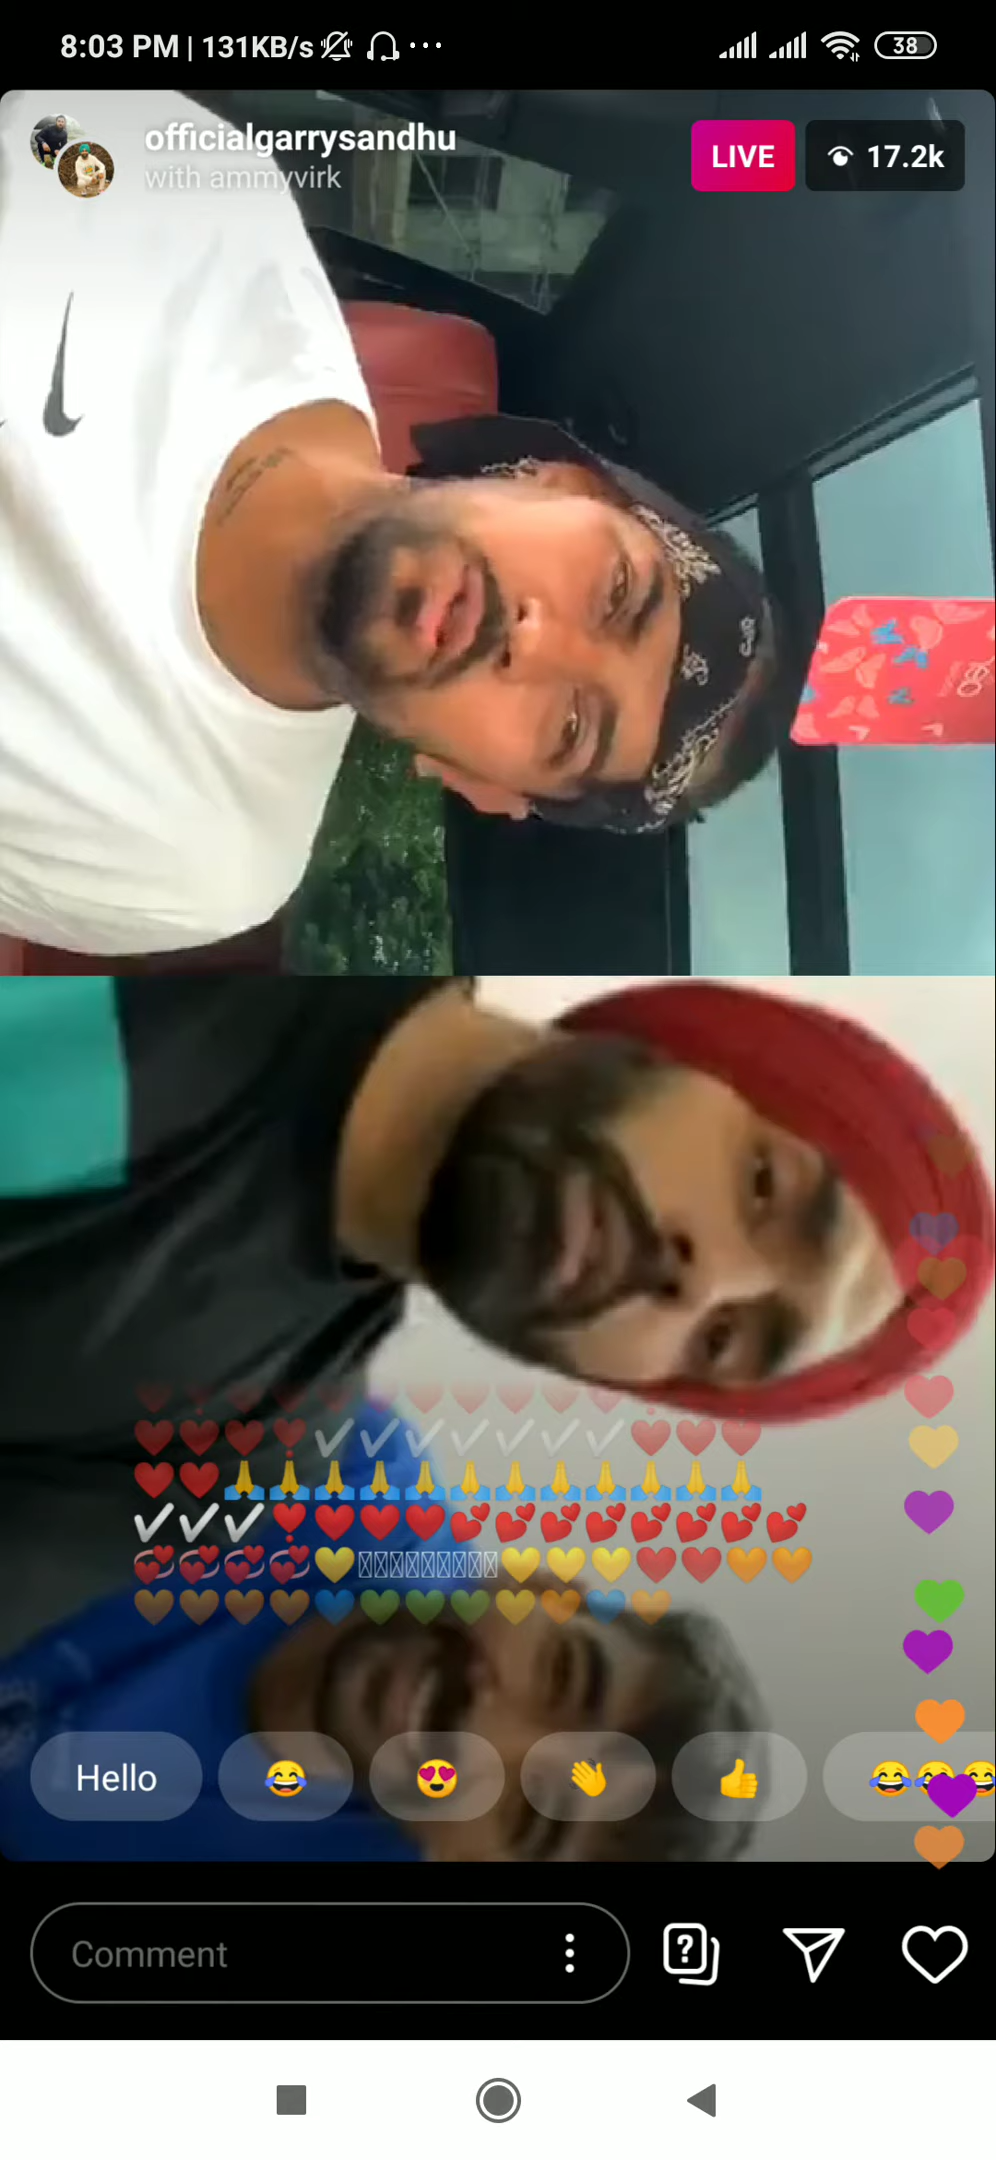 8:03 PM | 131KB/s
38
officialgarrysandhu
with ammyvirk
LIVE
17.2k
Hello
Comment